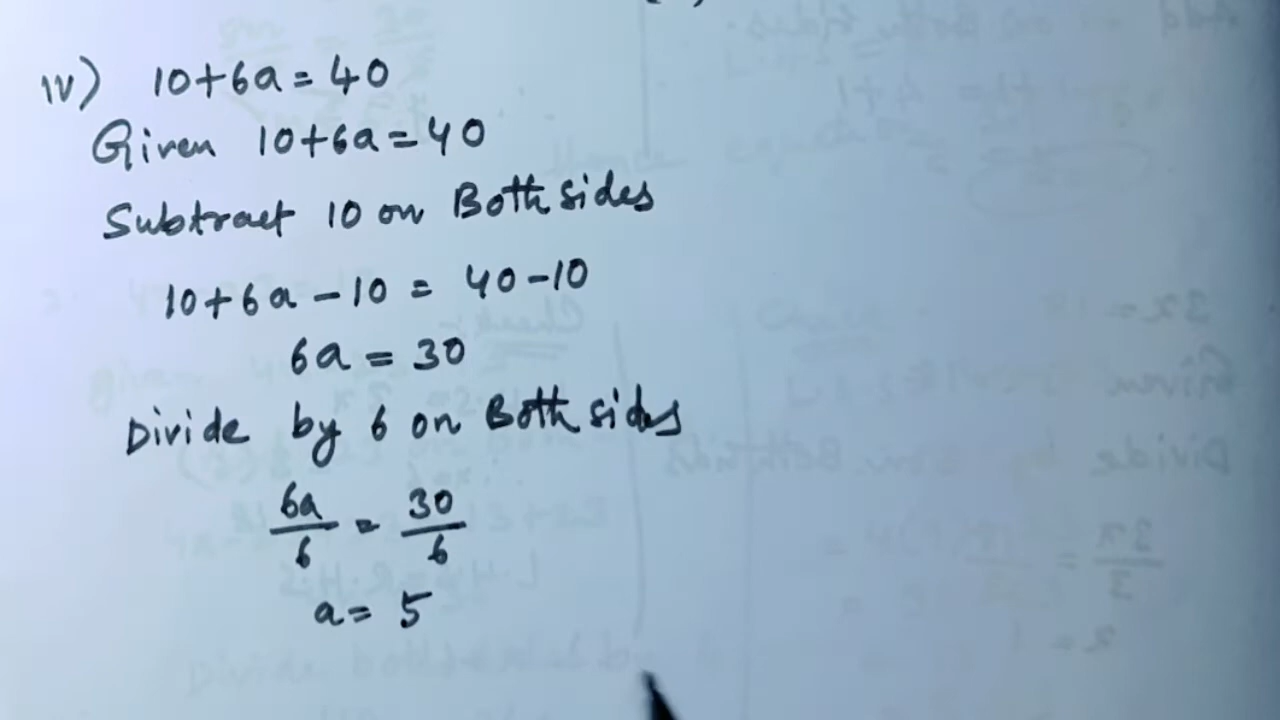 iv) 10+6a=40
Given 10+6a=40
Subtract 10 on Both sides
10+6a-10 = 40-10
6a = 30
Divide by 6 on Both sides
6a/6 = 30/6
a= 5